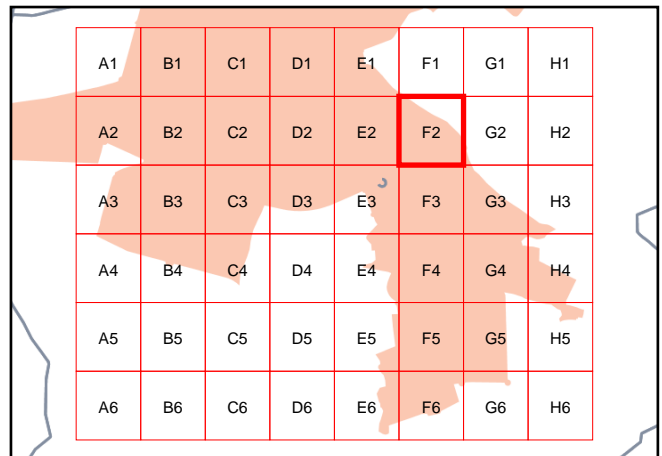 A1 B1 C1 D1 E1 F1 G1 H1
A2 B2 C2 D2 E2 F2 G2 H2
A3 B3 C3 D3 E3 F3 G3 H3
A4 B4 C4 D4 E4 F4 G4 H4
A5 B5 C5 D5 E5 F5 G5 H5
A6 B6 C6 D6 E6 F6 G6 H6